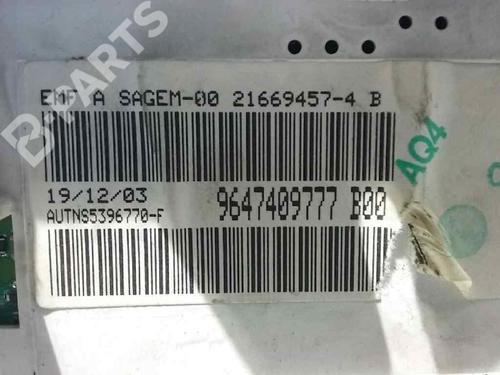 B-PARTS
EMF A SAGEM-00 21669457-4 B
19/12/03
AUTNS5396770-F
9647409777 B00
AQ4